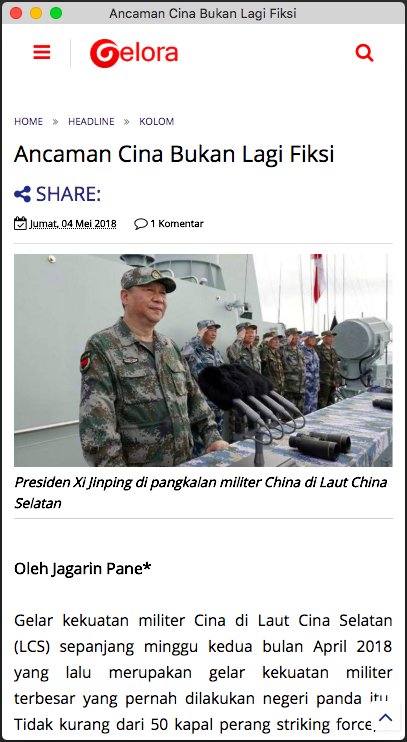 Ancaman Cina Bukan Lagi Fiksi
Gelora
HOME » HEADLINE » KOLOM
Ancaman Cina Bukan Lagi Fiksi
SHARE:
Jumat, 04 Mei 2018 1 Komentar
Presiden Xi Jinping di pangkalan militer China di Laut China
Selatan
Oleh Jagarin Pane*
Gelar kekuatan militer Cina di Laut Cina Selatan
(LCS) sepanjang minggu kedua bulan April 2018
yang lalu merupakan gelar kekuatan militer
terbesar yang pernah dilakukan negeri panda itu.
Tidak kurang dari 50 kapal perang striking force,